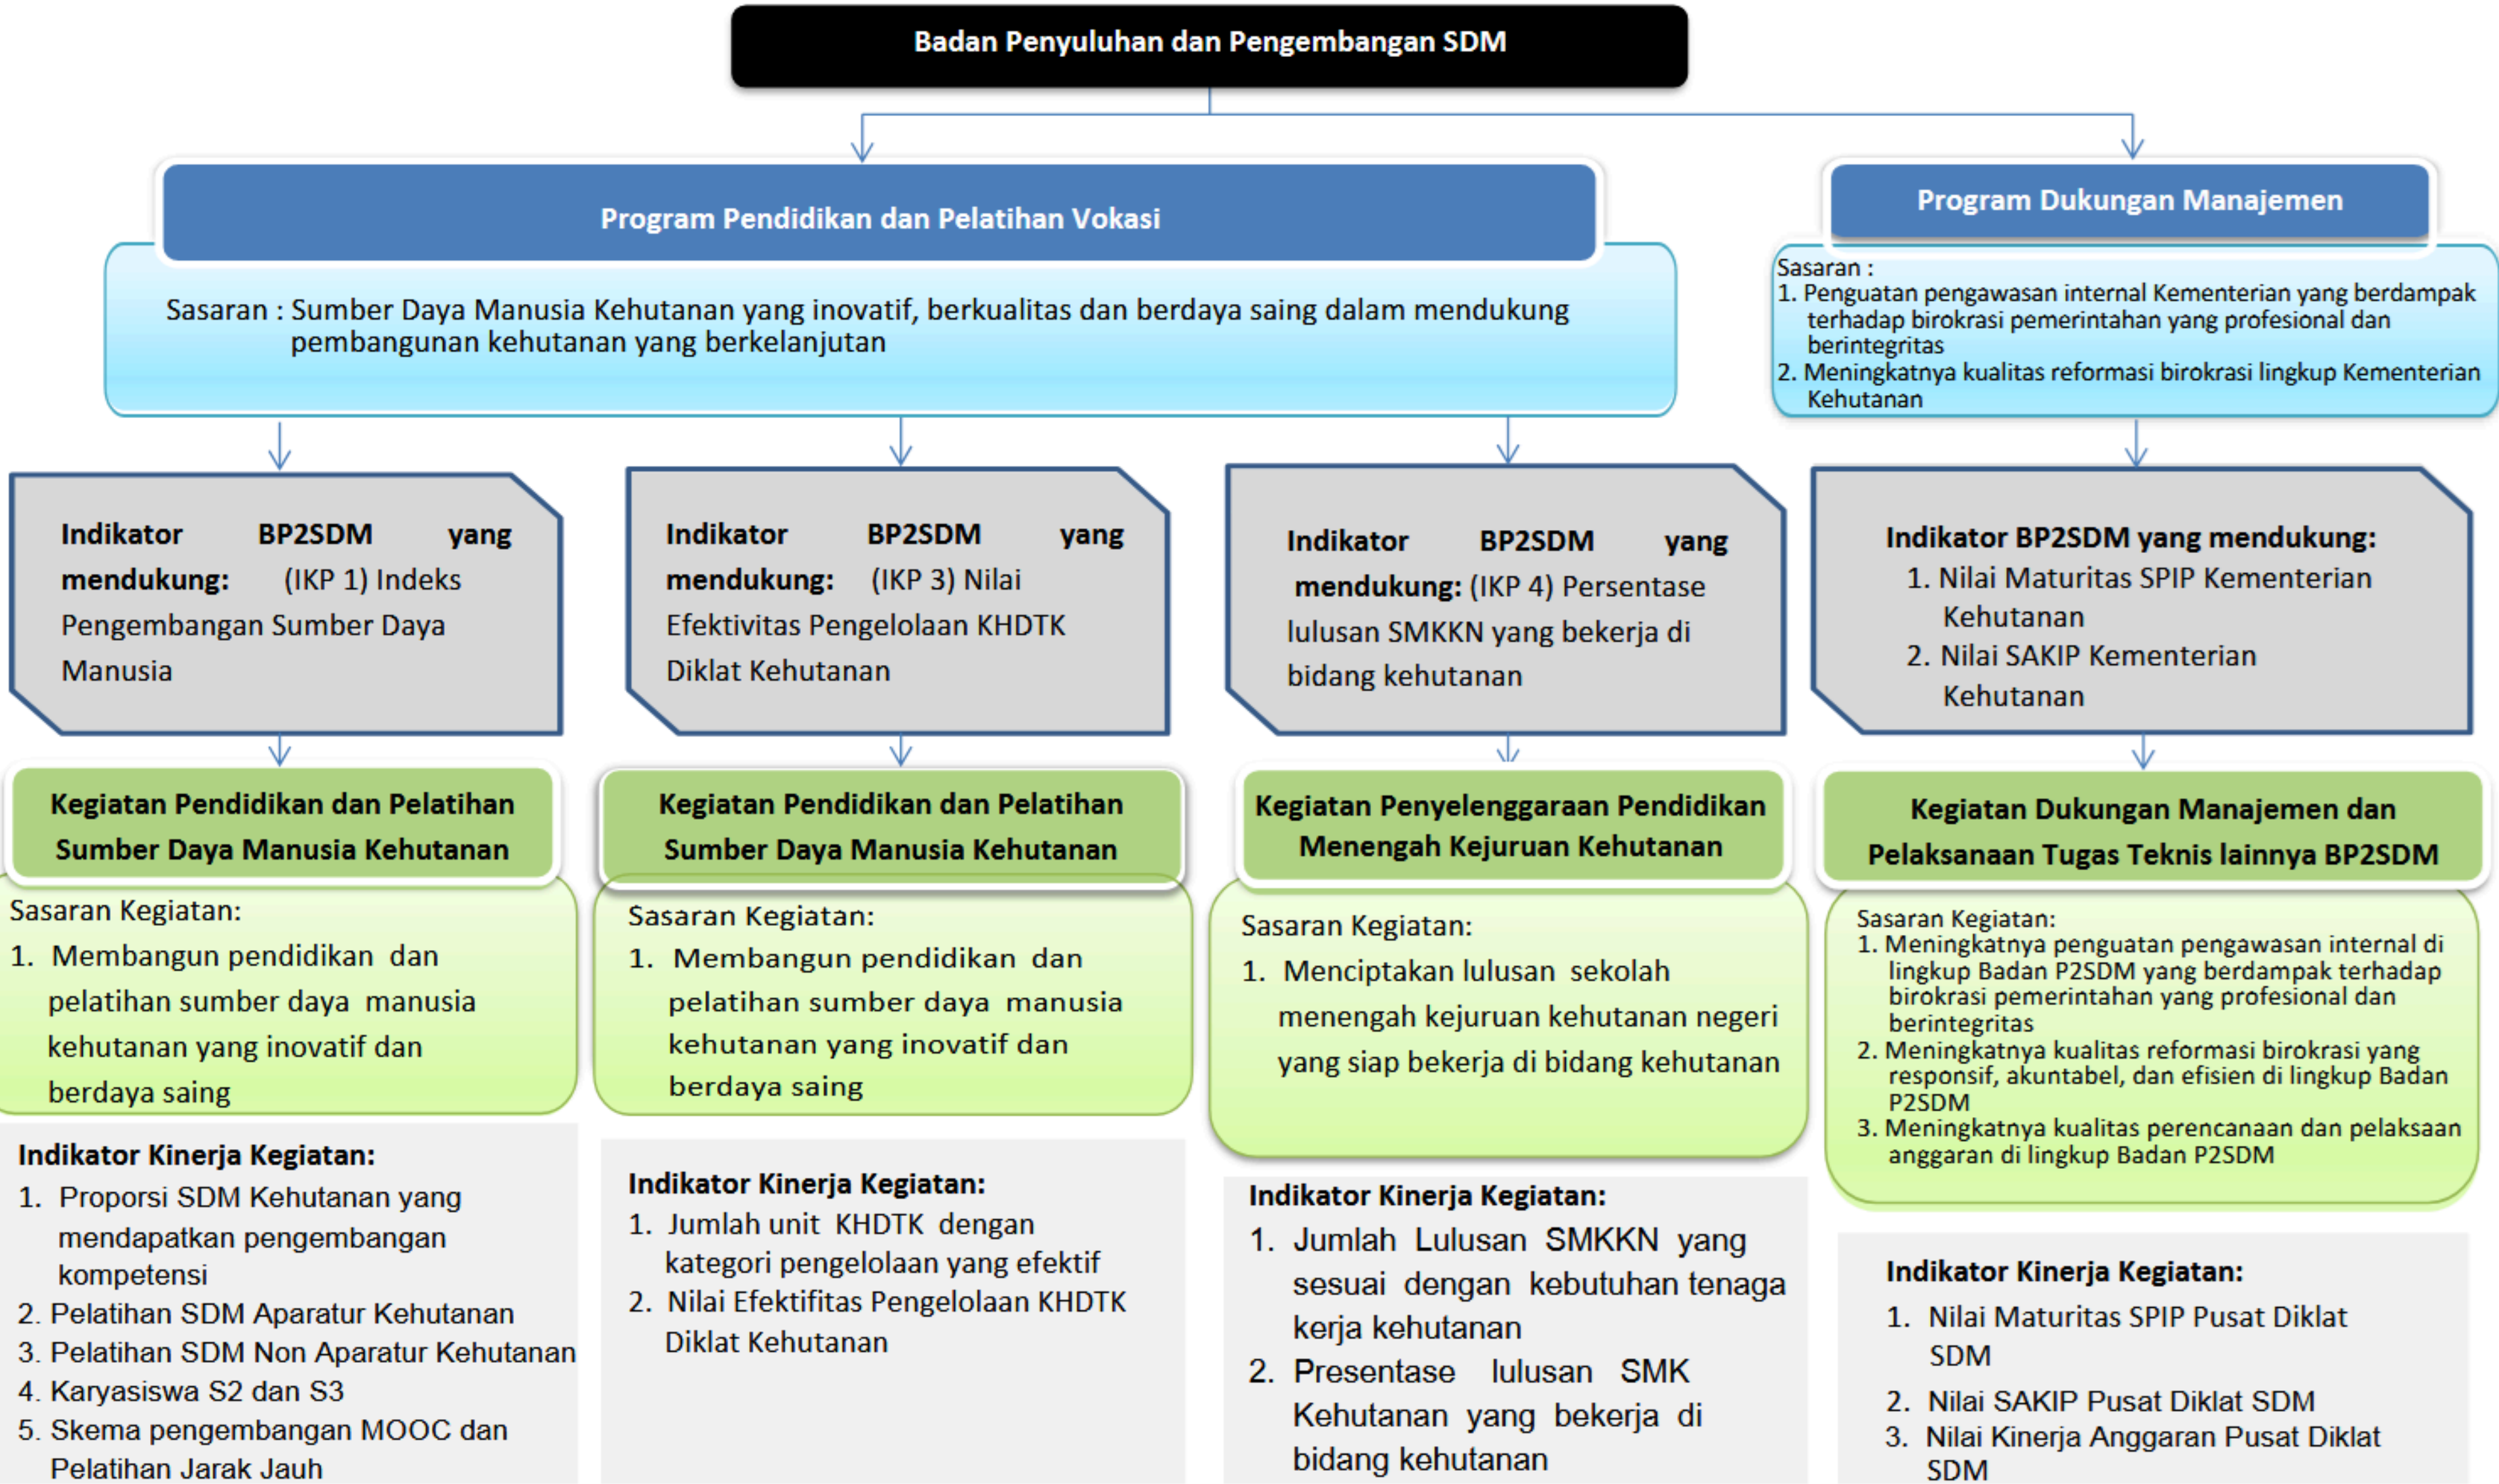 Badan Penyuluhan dan Pengembangan SDM
Program Pendidikan dan Pelatihan Vokasi
Sasaran : Sumber Daya Manusia Kehutanan yang inovatif, berkualitas dan berdaya saing dalam mendukung
pembangunan kehutanan yang berkelanjutan
Program Dukungan Manajemen
Sasaran :
1. Penguatan pengawasan internal Kementerian yang berdampak
terhadap birokrasi pemerintahan yang profesional dan
berintegritas
2. Meningkatnya kualitas reformasi birokrasi lingkup Kementerian
Kehutanan
Indikator BP2SDM yang
mendukung: (IKP 1) Indeks
Pengembangan Sumber Daya
Manusia
Indikator BP2SDM yang
mendukung: (IKP 3) Nilai
Efektivitas Pengelolaan KHDTK
Diklat Kehutanan
Indikator BP2SDM yang
mendukung: (IKP 4) Persentase
lulusan SMKKN yang bekerja di
bidang kehutanan
Indikator BP2SDM yang mendukung:
1. Nilai Maturitas SPIP Kementerian
Kehutanan
2. Nilai SAKIP Kementerian
Kehutanan
Kegiatan Pendidikan dan Pelatihan
Sumber Daya Manusia Kehutanan
Sasaran Kegiatan:
1. Membangun pendidikan dan
pelatihan sumber daya manusia
kehutanan yang inovatif dan
berdaya saing
Indikator Kinerja Kegiatan:
1. Proporsi SDM Kehutanan yang
mendapatkan pengembangan
kompetensi
2. Pelatihan SDM Aparatur Kehutanan
3. Pelatihan SDM Non Aparatur Kehutanan
4. Karyasiswa S2 dan S3
5. Skema pengembangan MOOC dan
Pelatihan Jarak Jauh
Kegiatan Pendidikan dan Pelatihan
Sumber Daya Manusia Kehutanan
Sasaran Kegiatan:
1. Membangun pendidikan dan
pelatihan sumber daya manusia
kehutanan yang inovatif dan
berdaya saing
Indikator Kinerja Kegiatan:
1. Jumlah unit KHDTK dengan
kategori pengelolaan yang efektif
2. Nilai Efektifitas Pengelolaan KHDTK
Diklat Kehutanan
Kegiatan Penyelenggaraan Pendidikan
Menengah Kejuruan Kehutanan
Sasaran Kegiatan:
1. Menciptakan lulusan sekolah
menengah kejuruan kehutanan negeri
yang siap bekerja di bidang kehutanan
Indikator Kinerja Kegiatan:
1. Jumlah Lulusan SMKKN yang
sesuai dengan kebutuhan tenaga
kerja kehutanan
2. Presentase lulusan SMK
Kehutanan yang bekerja di
bidang kehutanan
Kegiatan Dukungan Manajemen dan
Pelaksanaan Tugas Teknis lainnya BP2SDM
Sasaran Kegiatan:
1. Meningkatnya penguatan pengawasan internal di
lingkup Badan P2SDM yang berdampak terhadap
birokrasi pemerintahan yang profesional dan
berintegritas
2. Meningkatnya kualitas reformasi birokrasi yang
responsif, akuntabel, dan efisien di lingkup Badan
P2SDM
3. Meningkatnya kualitas perencanaan dan pelaksaan
anggaran di lingkup Badan P2SDM
Indikator Kinerja Kegiatan:
1. Nilai Maturitas SPIP Pusat Diklat
SDM
2. Nilai SAKIP Pusat Diklat SDM
3. Nilai Kinerja Anggaran Pusat Diklat
SDM